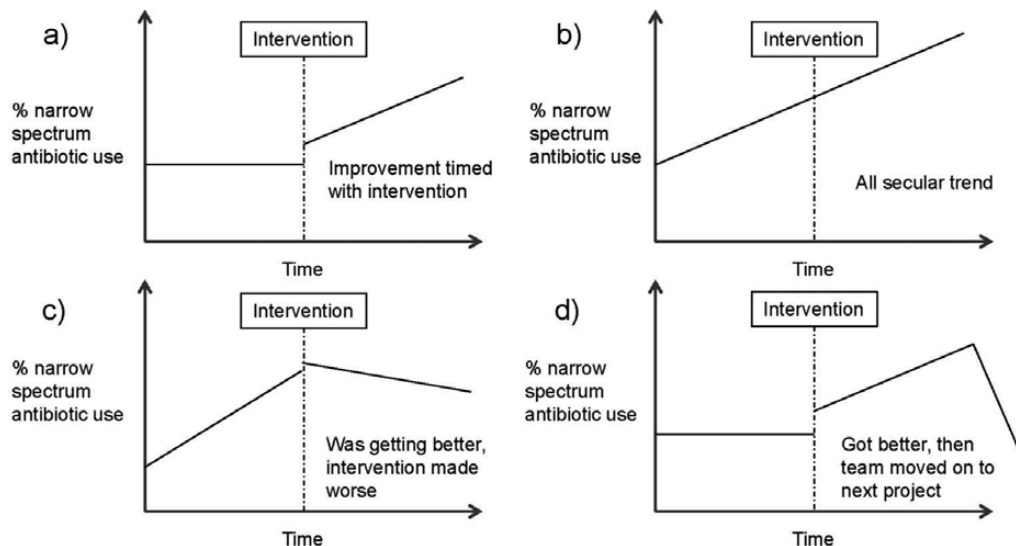 a)
Intervention
% narrow
spectrum
antibiotic use
Improvement timed
with intervention
Time
b)
Intervention
% narrow
spectrum
antibiotic use
All secular trend
Time
c)
Intervention
% narrow
spectrum
antibiotic use
Was getting better,
intervention made
worse
Time
d)
Intervention
% narrow
spectrum
antibiotic use
Got better, then
team moved on to
next project
Time